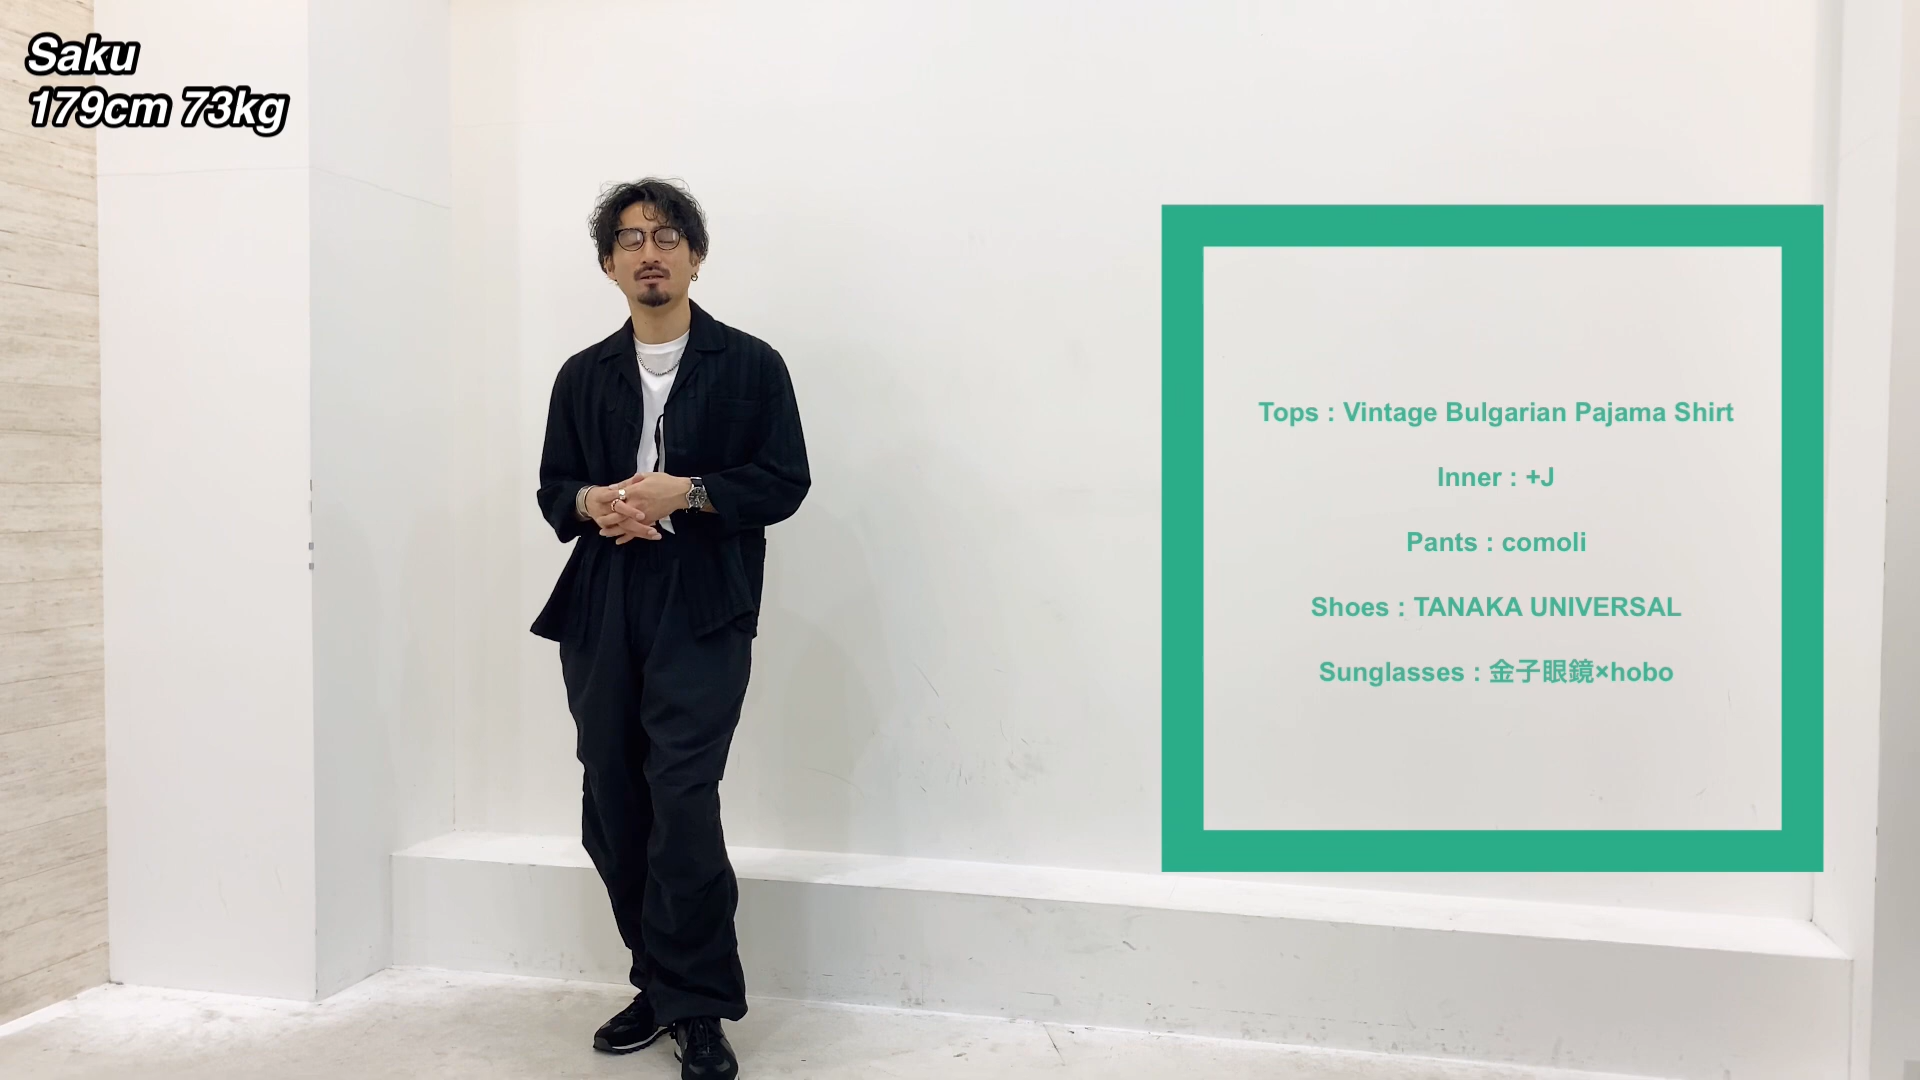 Saku
179cm 73kg
Tops : Vintage Bulgarian Pajama Shirt
Inner : +J
Pants : comoli
Shoes : TANAKA UNIVERSAL
Sunglasses : 金子眼鏡×hobo